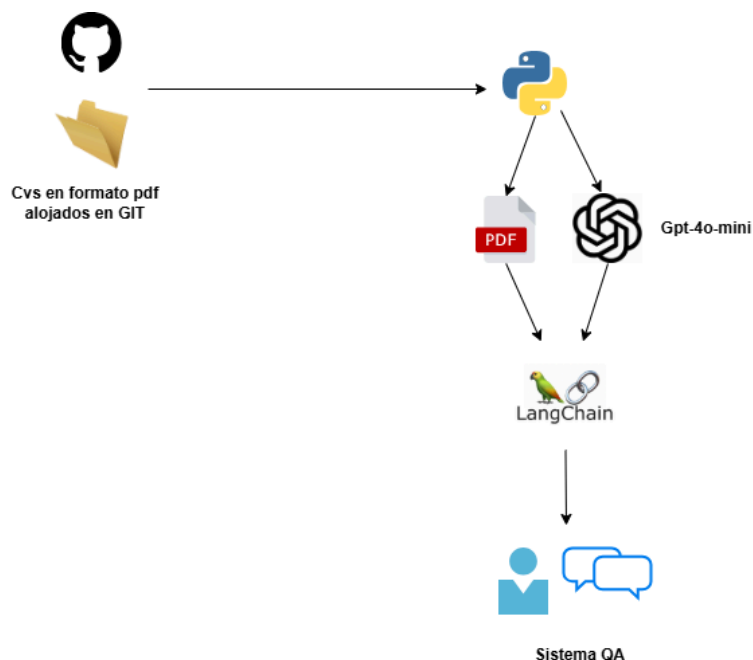 Cvs en formato pdf
alojados en GIT
PDF
Gpt-4o-mini
LangChain
Sistema QA